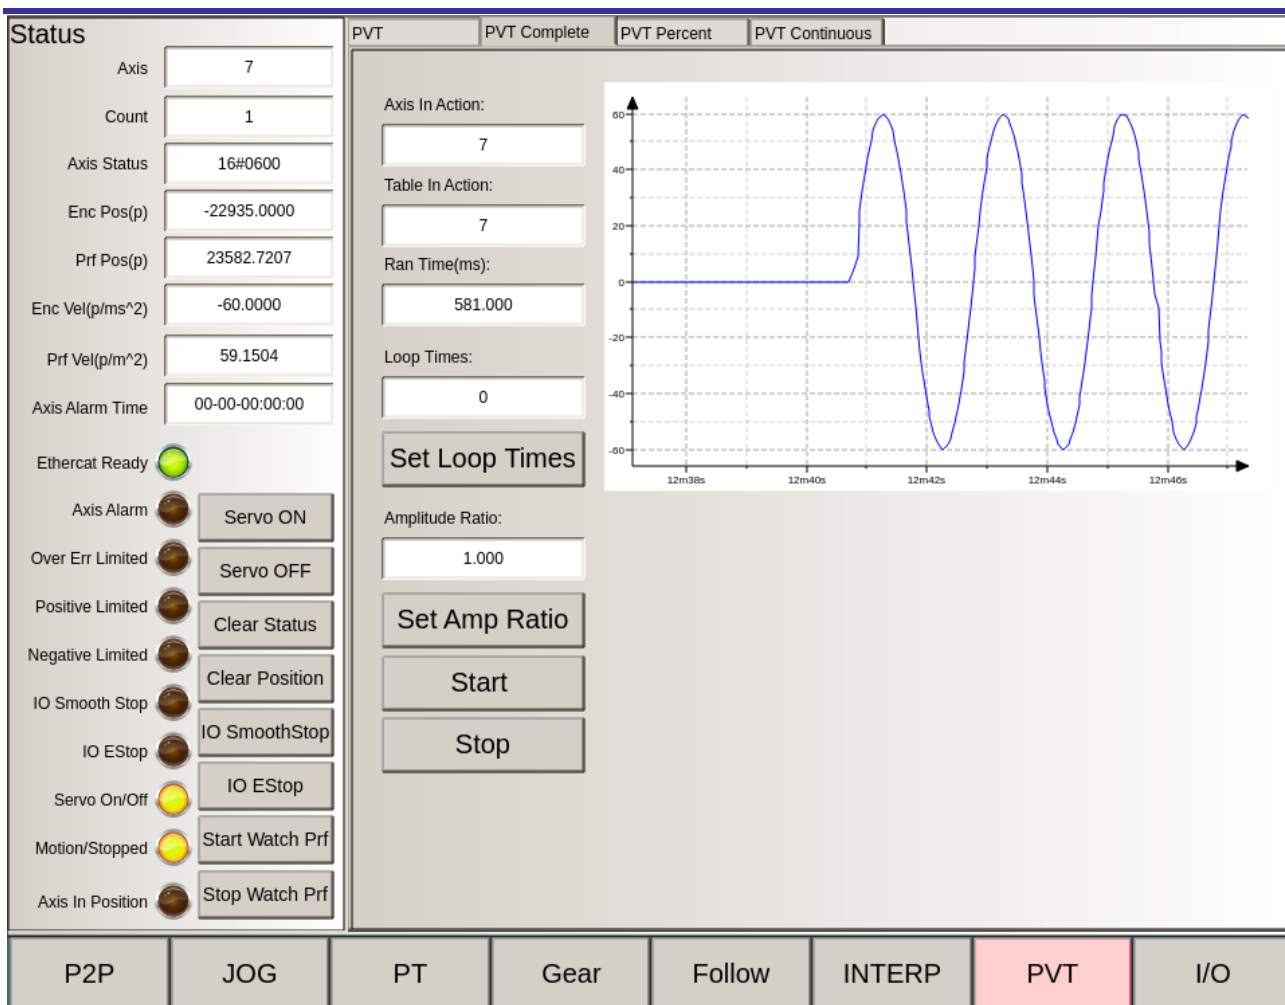 Status
Axis
7
Count
1
Axis Status
16#0600
Enc Pos(p)
-22935.0000
Prf Pos(p)
23582.7207
Enc Vel(p/ms^2)
-60.0000
Prf Vel(p/m^2)
59.1504
Axis Alarm Time
00-00-00:00:00
Ethercat Ready
Axis Alarm
Over Err Limited
Positive Limited
Negative Limited
IO Smooth Stop
IO EStop
Servo On/Off
Motion/Stopped
Axis In Position
Servo ON
Servo OFF
Clear Status
Clear Position
IO SmoothStop
IO EStop
Start Watch Prf
Stop Watch Prf
PVT
PVT Complete
PVT Percent
PVT Continuous
Axis In Action:
7
Table In Action:
7
Ran Time(ms):
581.000
Loop Times:
0
Set Loop Times
Amplitude Ratio:
1.000
Set Amp Ratio
Start
Stop
60
40
20
0
-20
-40
-60
12m38s
12m40s
12m42s
12m44s
12m46s
P2P
JOG
PT
Gear
Follow
INTERP
PVT
I/O